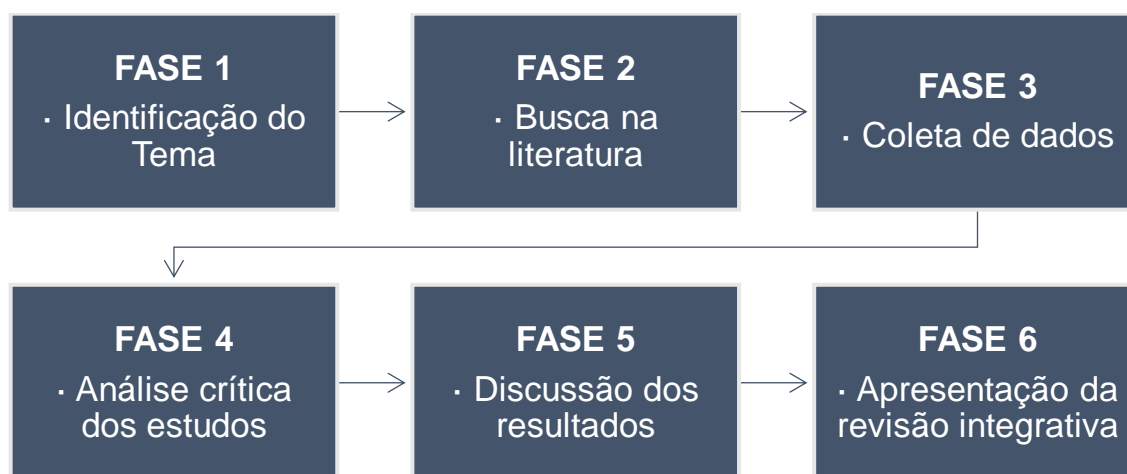 FASE 1
· Identificação do
Tema
FASE 2
· Busca na
literatura
FASE 3
· Coleta de dados
FASE 4
· Análise crítica
dos estudos
FASE 5
· Discussão dos
resultados
FASE 6
· Apresentação da
revisão integrativa